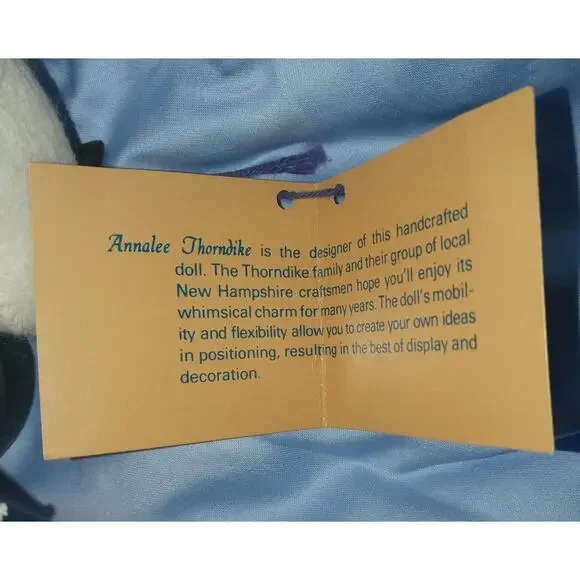 Annalee Thorndike is the designer of this handcrafted
doll. The Thorndike family and their group of local
New Hampshire craftsmen hope you'll enjoy its
whimsical charm for many years. The doll's mobil-
ity and flexibility allow you to create your own ideas
in positioning, resulting in the best of display and
decoration.